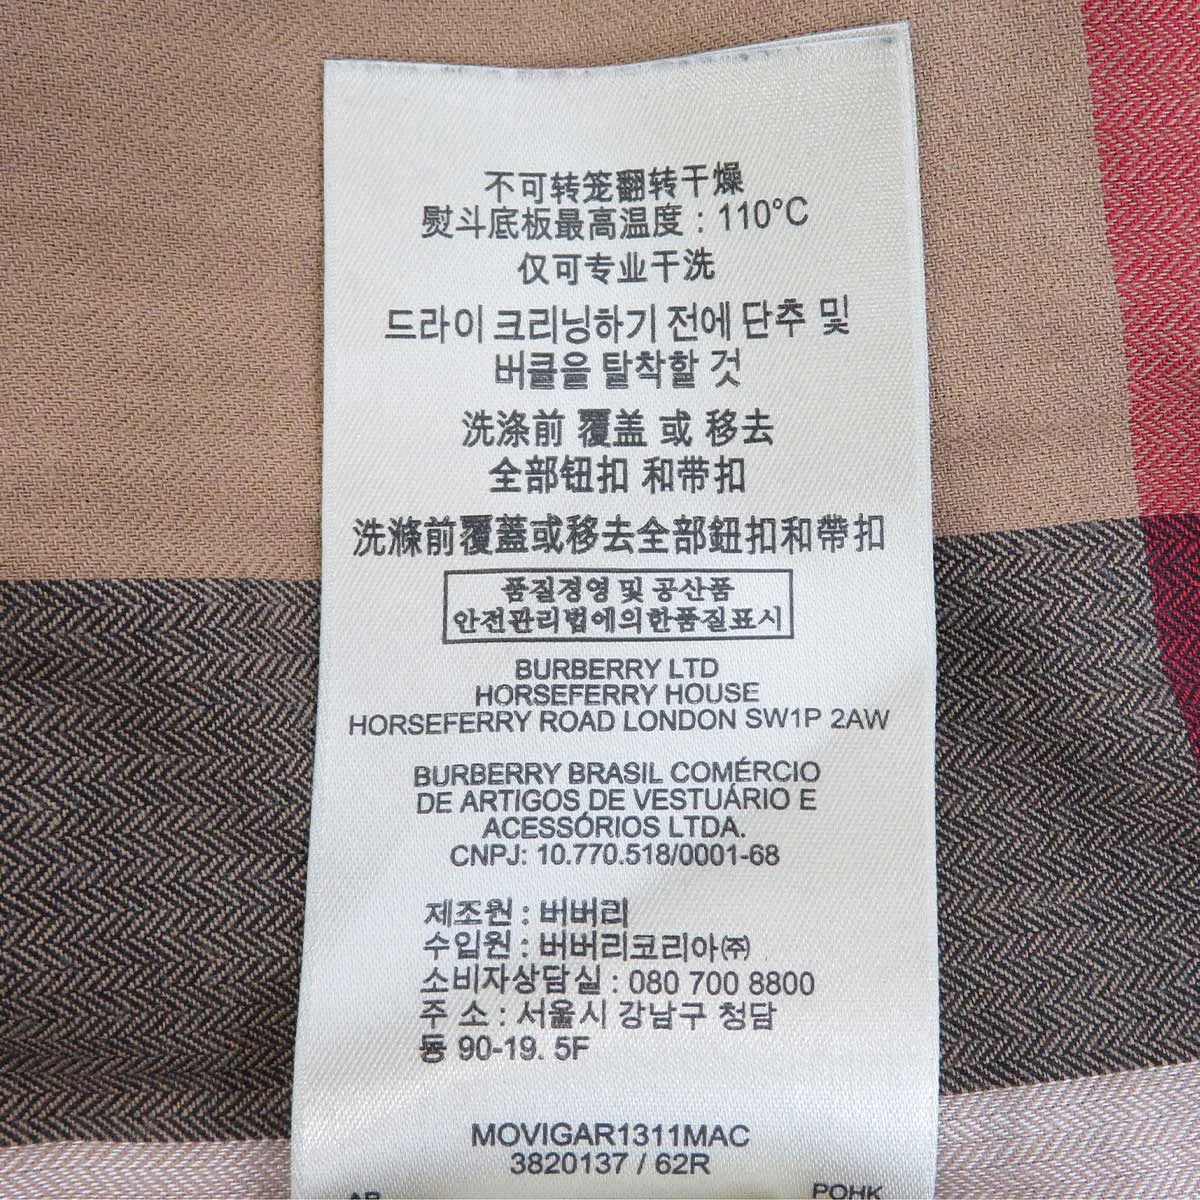 不可转笼翻转干燥
熨斗底板最高温度 : 110°C
仅可专业干洗
드라이 크리닝하기 전에 단추 및
버클을 탈착할 것
洗涤前 覆盖 或 移去
全部钮扣 和带扣
洗滌前覆蓋或移去全部鈕扣和帶扣
품질경영 및 공산품
안전관리법에의한품질표시
BURBERRY LTD
HORSEFERRY HOUSE
HORSEFERRY ROAD LONDON SW1P 2AW
BURBERRY BRASIL COMÉRCIO
DE ARTIGOS DE VESTUÁRIO E
ACESSÓRIOS LTDA.
CNPJ: 10.770.518/0001-68
제조원 : 버버리
수입원 : 버버리코리아㈜
소비자상담실 : 080 700 8800
주 소 : 서울시 강남구 청담
동 90-19. 5F
MOVIGAR1311MAC
3820137 / 62R
POHK